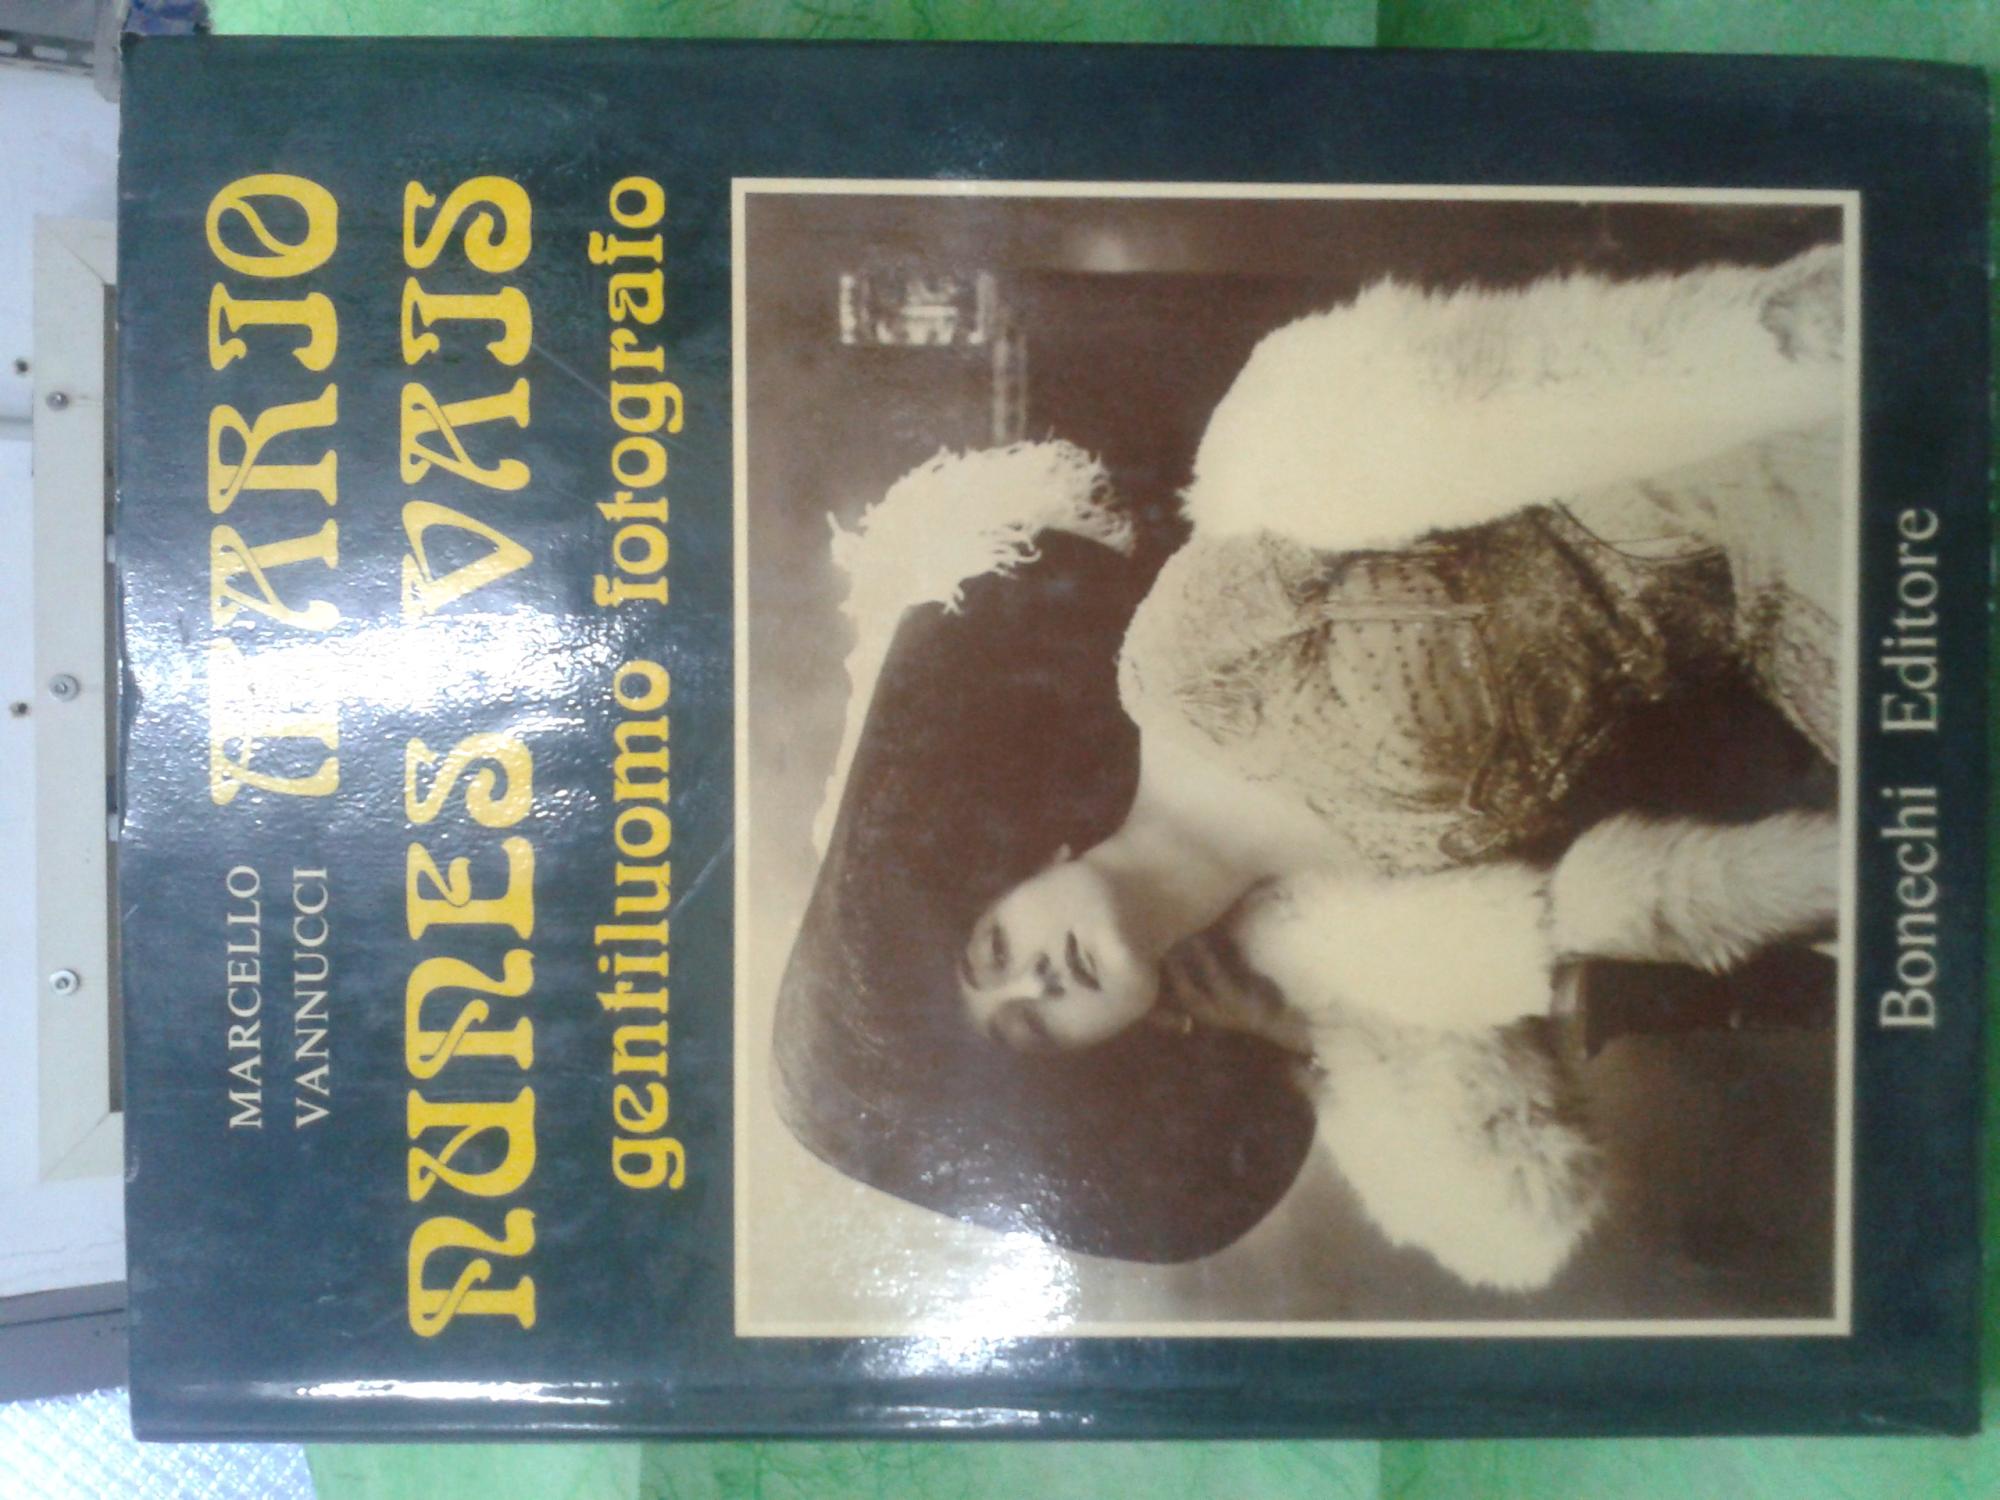 MARCELLO
VANNUCCI
MARIO
NUNES VAIS
gentiluomo fotografo
Bonechi Editore